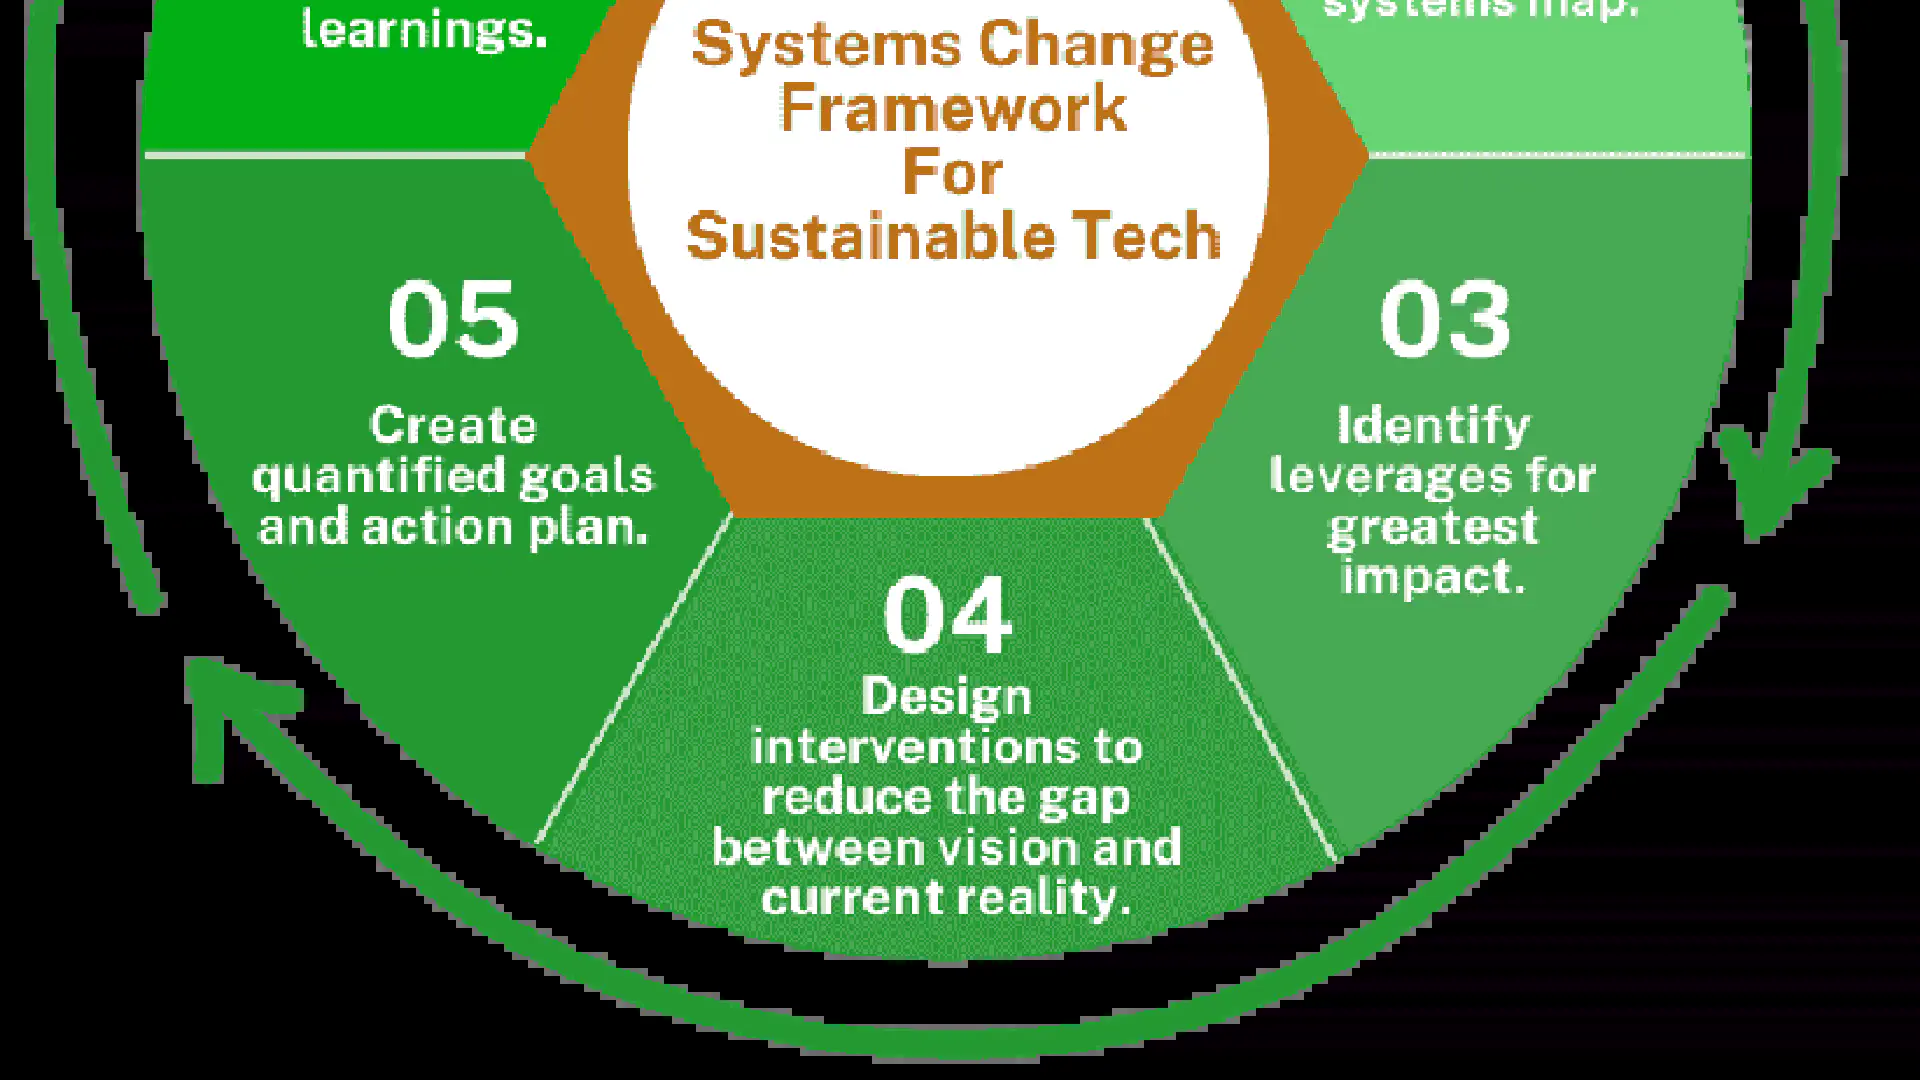 learnings.
systems map.
Systems Change
Framework
For
Sustainable Tech
05
Create
quantified goals
and action plan.
03
Identify
leverages for
greatest
impact.
04
Design
interventions to
reduce the gap
between vision and
current reality.